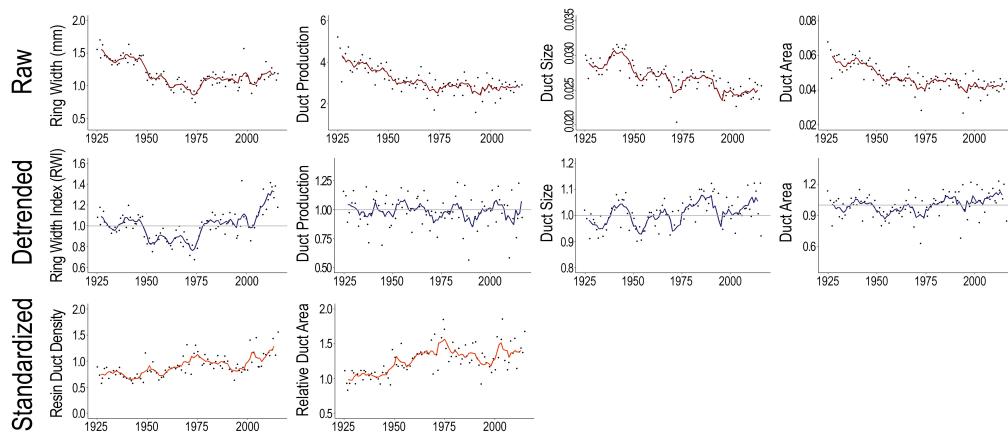 Raw
Ring Width (mm)
2.0
1.5
1.0
0.5
1925 1950 1975 2000
Duct Production
6
4
2
1925 1950 1975 2000
Duct Size
0.035
0.030
0.025
0.020
1925 1950 1975 2000
Duct Area
0.08
0.06
0.04
0.02
1925 1950 1975 2000
Detrended
Ring Width Index (RWI)
1.6
1.4
1.2
1.0
0.8
0.6
1925 1950 1975 2000
Duct Production
1.25
1.00
0.75
0.50
1925 1950 1975 2000
Duct Size
1.2
1.1
1.0
0.9
0.8
1925 1950 1975 2000
Duct Area
1.2
1.0
0.8
0.6
1925 1950 1975 2000
Standardized
Resin Duct Density
2.0
1.5
1.0
0.5
0.0
1925 1950 1975 2000
Relative Duct Area
2.0
1.5
1.0
0.5
1925 1950 1975 2000